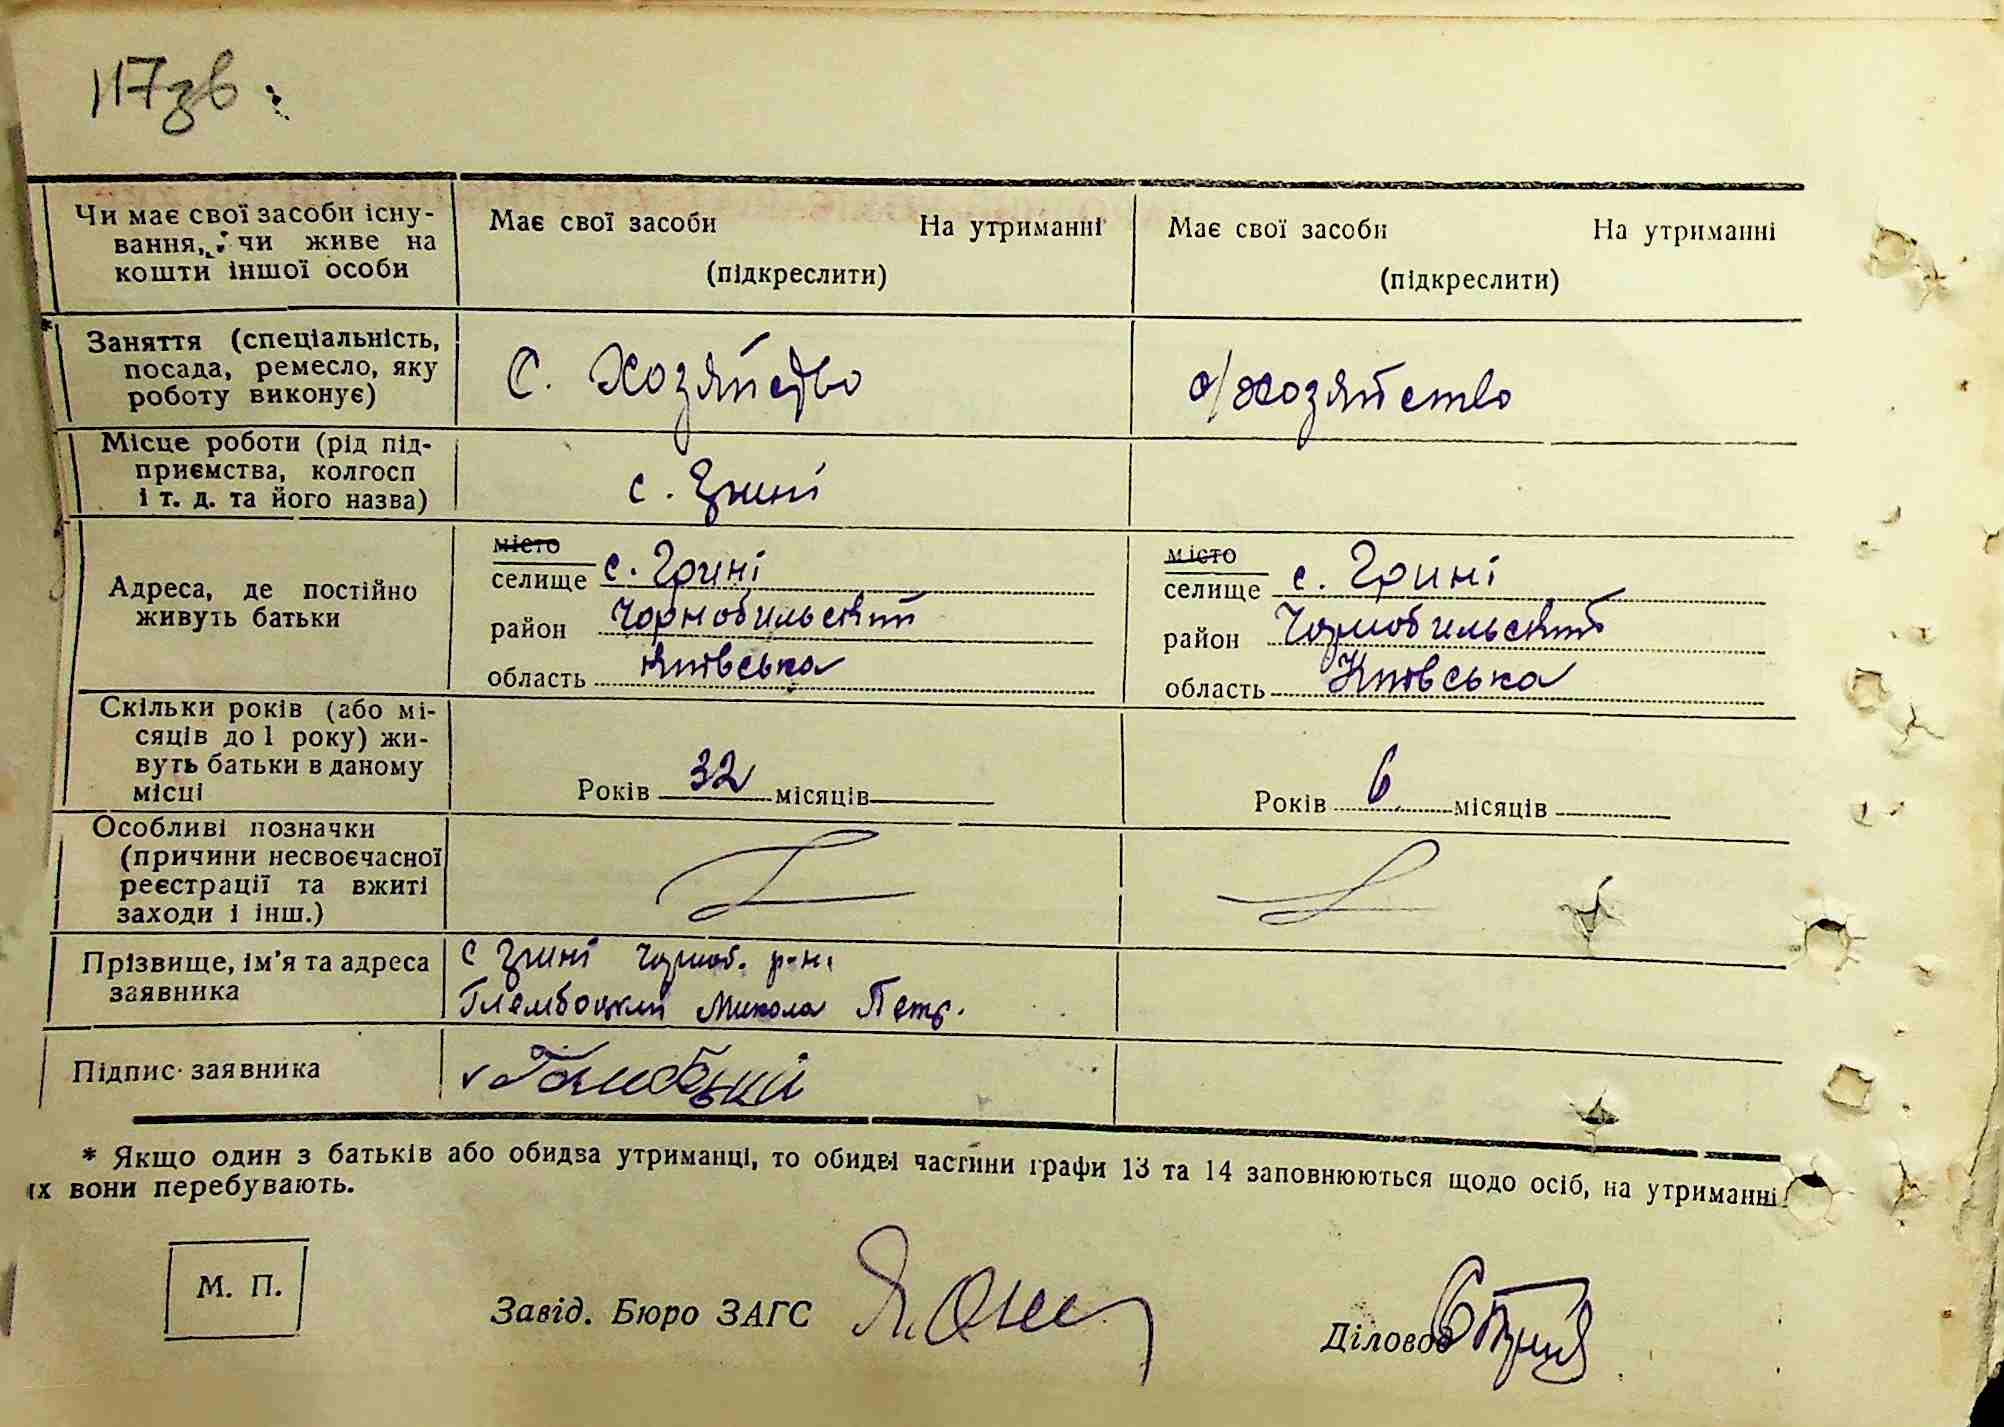 117зв.
Чи має свої засоби існу-
вання, чи живе на
кошти іншої особи
Має свої засоби На утриманні
(підкреслити)
Має свої засоби На утриманні
(підкреслити)
* Заняття (спеціальність,
посада, ремесло, яку
роботу виконує)
С. Хозяйство
с/хозяйство
Місце роботи (рід під-
приємства, колгосп
і т. д. та його назва)
с. Грині
Адреса, де постійно
живуть батьки
місто
селище с. Грині
район Чорнобильский
область Київська
місто
селище с. Грині
район Чорнобильский
область Київська
Скільки років (або мі-
сяців до 1 року) жи-
вуть батьки в даному
місці
Років 32 місяців
Років 6 місяців
Особливі позначки
(причини несвоєчасної
реєстрації та вжиті
заходи і інш.)
Прізвище, ім'я та адреса
заявника
с Грині Чорноб. р-н.
Глембоцкий Микола Петр.
Підпис заявника
* Якщо один з батьків або обидва утриманці, то обидві частини графи 13 та 14 заповнюються щодо осіб, на утриманні
іх вони перебувають.
М. П.
Завід. Бюро ЗАГС
Діловод